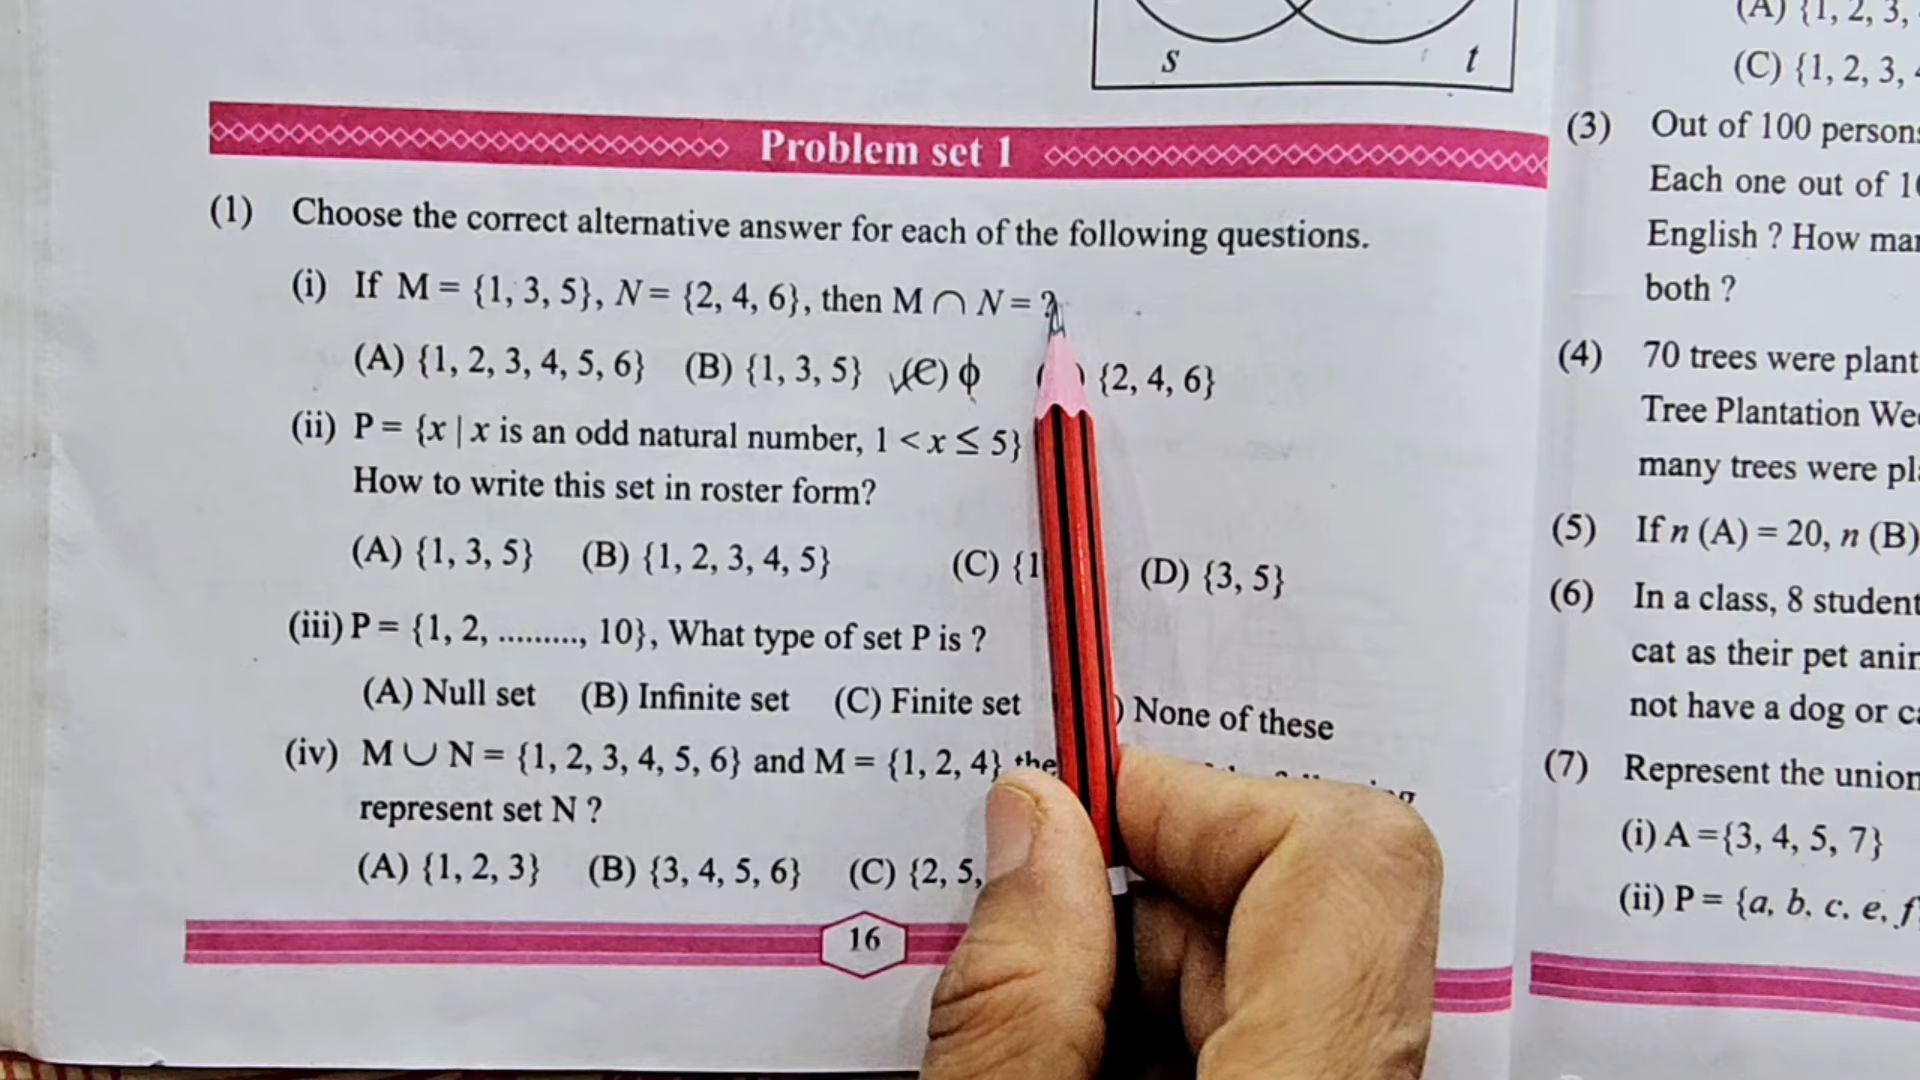 s t
Problem set 1
(1) Choose the correct alternative answer for each of the following questions.
(i) If M = {1, 3, 5}, N = {2, 4, 6}, then M ∩ N = ?
(A) {1, 2, 3, 4, 5, 6} (B) {1, 3, 5} (C) ϕ {2, 4, 6}
(ii) P = {x | x is an odd natural number, 1 < x ≤ 5}
How to write this set in roster form?
(A) {1, 3, 5} (B) {1, 2, 3, 4, 5} (C) {1 (D) {3, 5}
(iii) P = {1, 2, ........., 10}, What type of set P is ?
(A) Null set (B) Infinite set (C) Finite set ) None of these
(iv) M ∪ N = {1, 2, 3, 4, 5, 6} and M = {1, 2, 4}
represent set N ?
(A) {1, 2, 3} (B) {3, 4, 5, 6} (C) {2, 5,
16
(A) {1, 2, 3,
(C) {1, 2, 3,
(3) Out of 100 persons
Each one out of
English ? How
both ?
(4) 70 trees were
Tree Plantation
many trees were
(5) If n (A) = 20, n (B)
(6) In a class, 8
cat as their pet
not have a dog or
(7) Represent the union
(i) A ={3, 4, 5, 7}
(ii) P = {a, b, c, e, f